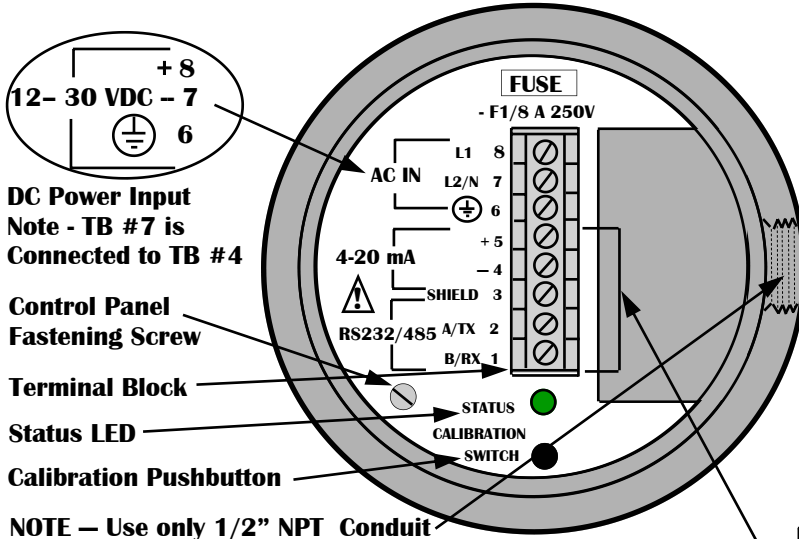 + 8
12– 30 VDC – 7
6
DC Power Input
Note - TB #7 is
Connected to TB #4
Control Panel
Fastening Screw
Terminal Block
Status LED
Calibration Pushbutton
NOTE — Use only 1/2” NPT Conduit
FUSE
- F1/8 A 250V
AC IN
L1 8
L2/N 7
6
4-20 mA
+ 5
– 4
SHIELD 3
RS232/485
A/TX 2
B/RX 1
STATUS
CALIBRATION
SWITCH